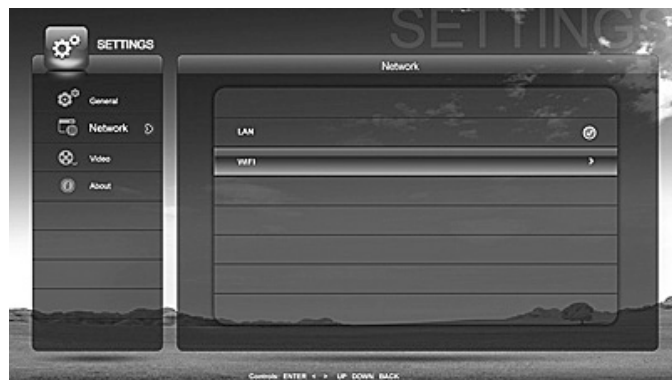 SETTINGS
SETTINGS
Network
General
Network
Video
About
LAN
WIFI
Controls: ENTER < > UP DOWN BACK